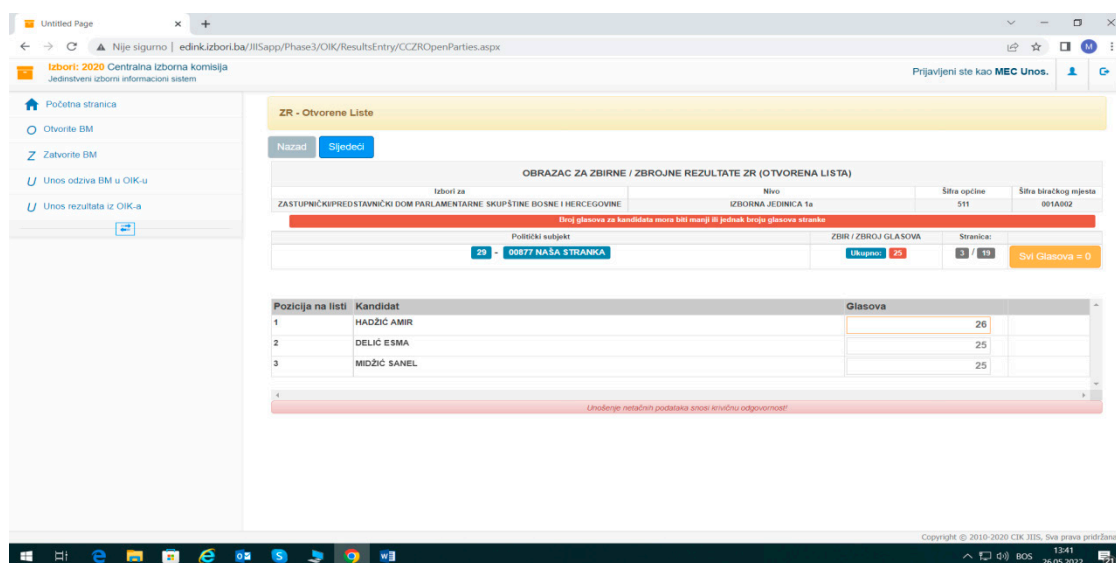 Untitled Page
Nije sigurno | edink.izbori.ba/JIISapp/Phase3/OIK/ResultsEntry/CCZROpenParties.aspx
M
Izbori: 2020 Centralna izborna komisija
Jedinstveni izborni informacioni sistem
Prijavljeni ste kao MEC Unos.
Početna stranica
O Otvorite BM
Z Zatvorite BM
U Unos odziva BM u OIK-u
U Unos rezultata iz OIK-a
ZR - Otvorene Liste
Nazad Sljedeći
OBRAZAC ZA ZBIRNE / ZBROJNE REZULTATE ZR (OTVORENA LISTA)
Izbori za Nivo Šifra općine Šifra biračkog mjesta
ZASTUPNIČKI/PREDSTAVNIČKI DOM PARLAMENTARNE SKUPŠTINE BOSNE I HERCEGOVINE IZBORNA JEDINICA 1a 511 001A002
Broj glasova za kandidata mora biti manji ili jednak broju glasova stranke
Politički subjekt ZBIR / ZBROJ GLASOVA Stranica:
29 - 00877 NAŠA STRANKA Ukupno: 25 3 / 19 Svi Glasova = 0
Pozicija na listi Kandidat Glasova
1 HADŽIĆ AMIR 26
2 DELIĆ ESMA 25
3 MIDŽIĆ SANEL 25
Unošenje netačnih podataka snosi krivičnu odgovornost!
Copyright © 2010-2020 CIK JIIS, Sva prava pridržana
BOS
13:41
26.05.2022
21